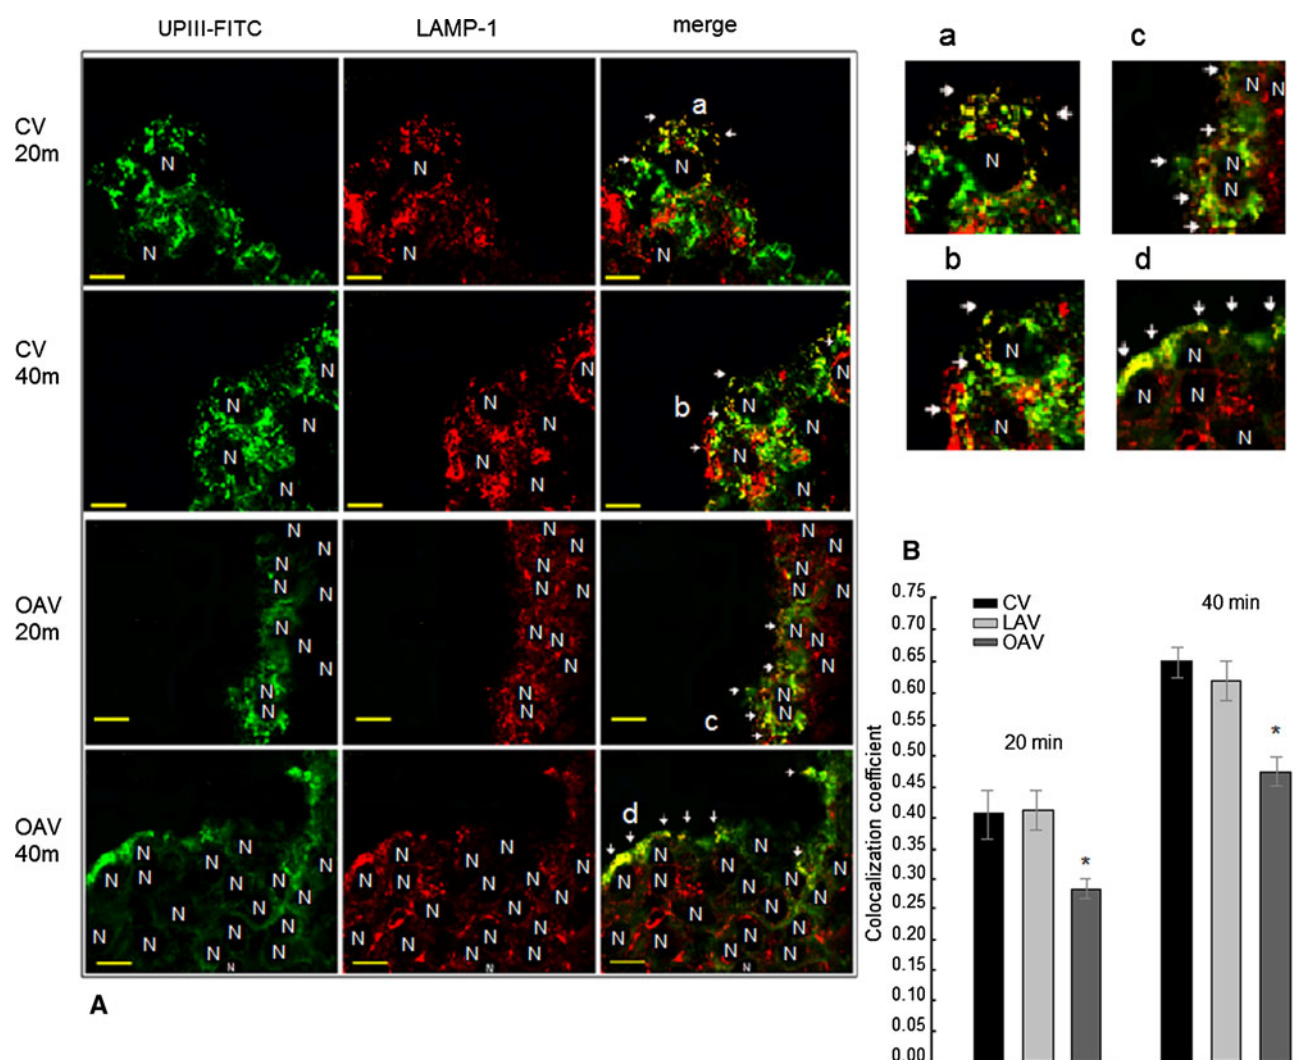 UPIII-FITC LAMP-1 merge
a c
CV
20m
a
N N N N N
N N N N N
N N
b d
CV
40m
b
N N N N N N
N N N N N N
N N N N N N
N N N
OAV
20m
c
N N N
N N N
N N N
N N N
N N N
N N N
N N N
N N N
N N N
N N N
OAV
40m
d
N N N N N N
N N N N N N
N N N N N N
N N N N N N
N N N N N N
N N N N N N
N N N N N N
N N N N N N
A
B
0.75
0.70
0.65
0.60
0.55
0.50
0.45
0.40
0.35
0.30
0.25
0.20
0.15
0.10
0.05
0.00
Colocalization coefficient
CV
LAV
OAV
20 min
40 min
*
*